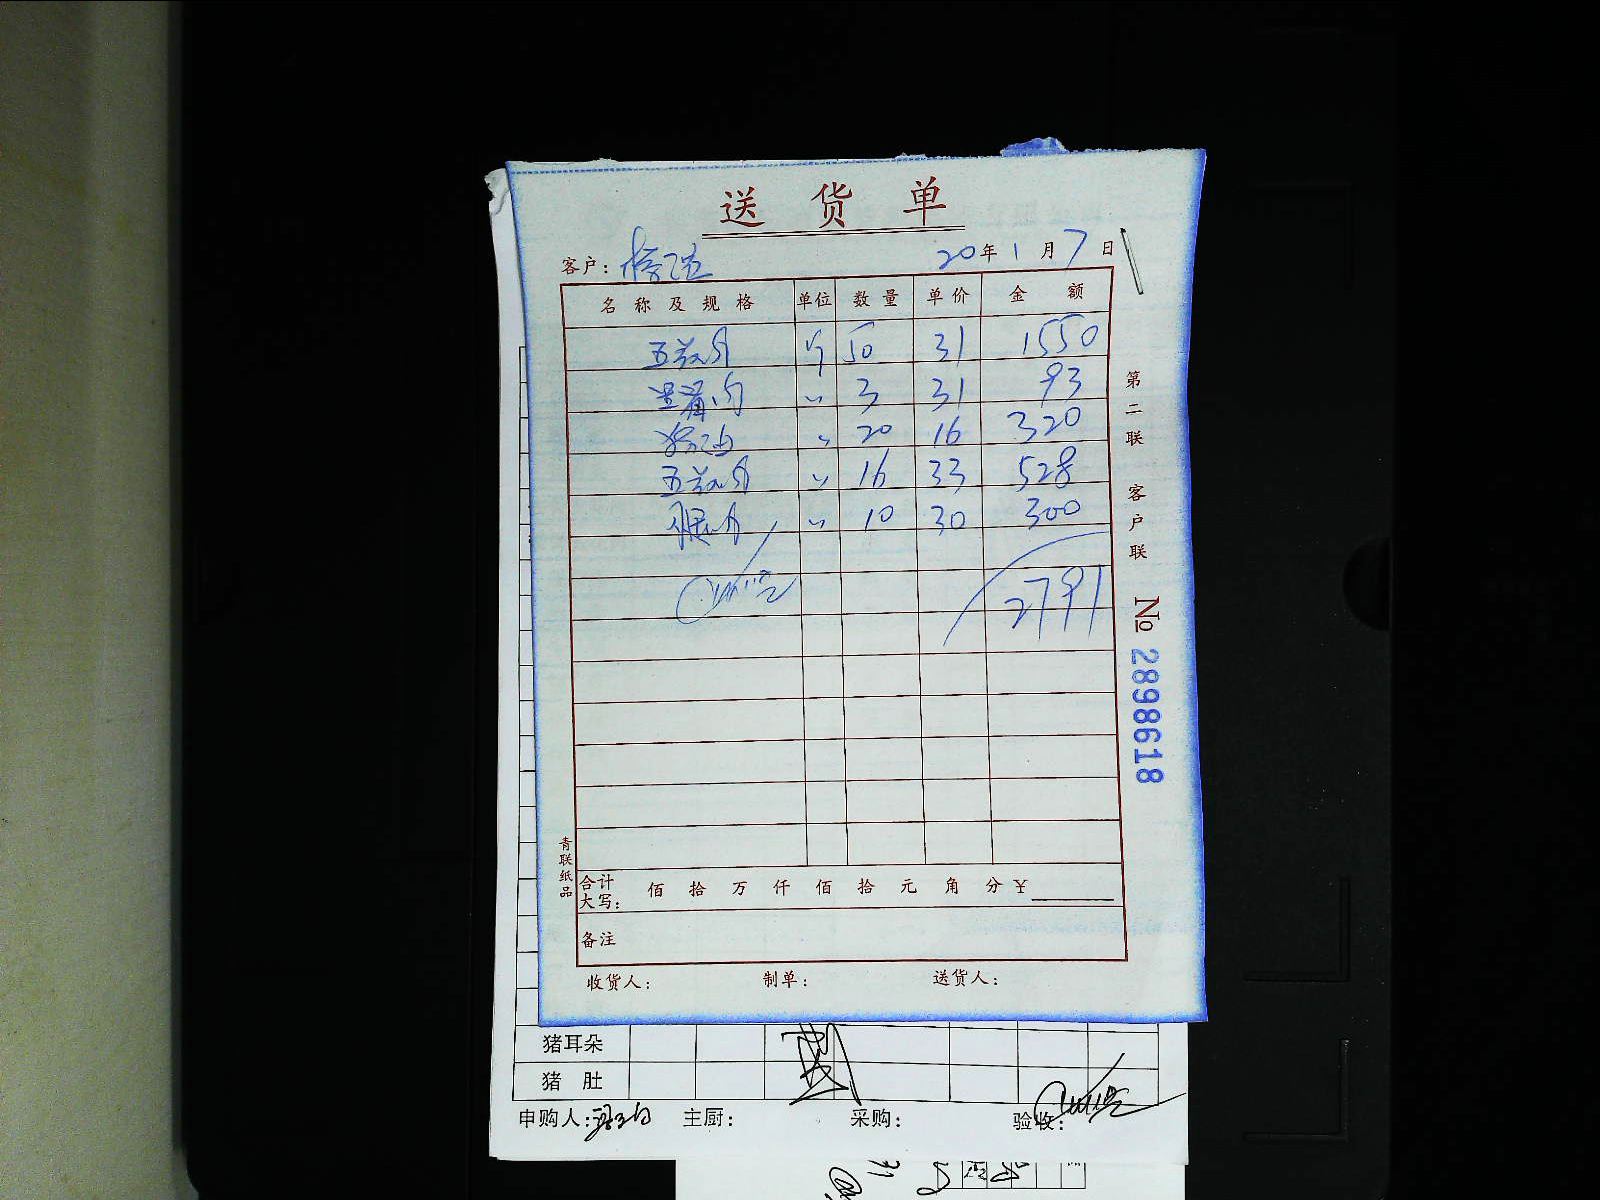 送货单
客户： 20年1月7日
名称及规格 单位 数量 单价 金额
五花肉 斤 50 31 1550
肉 〃 3 31 93
猪油 〃 20 16 320
五花肉 〃 16 33 528
腿肉 〃 10 30 300
2791
第二联 客户联
№ 2898618
青联纸品
合计大写： 佰 拾 万 仟 佰 拾 元 角 分 ¥
备注
收货人： 制单： 送货人：
猪耳朵
猪 肚
申购人： 主厨： 采购： 验收：